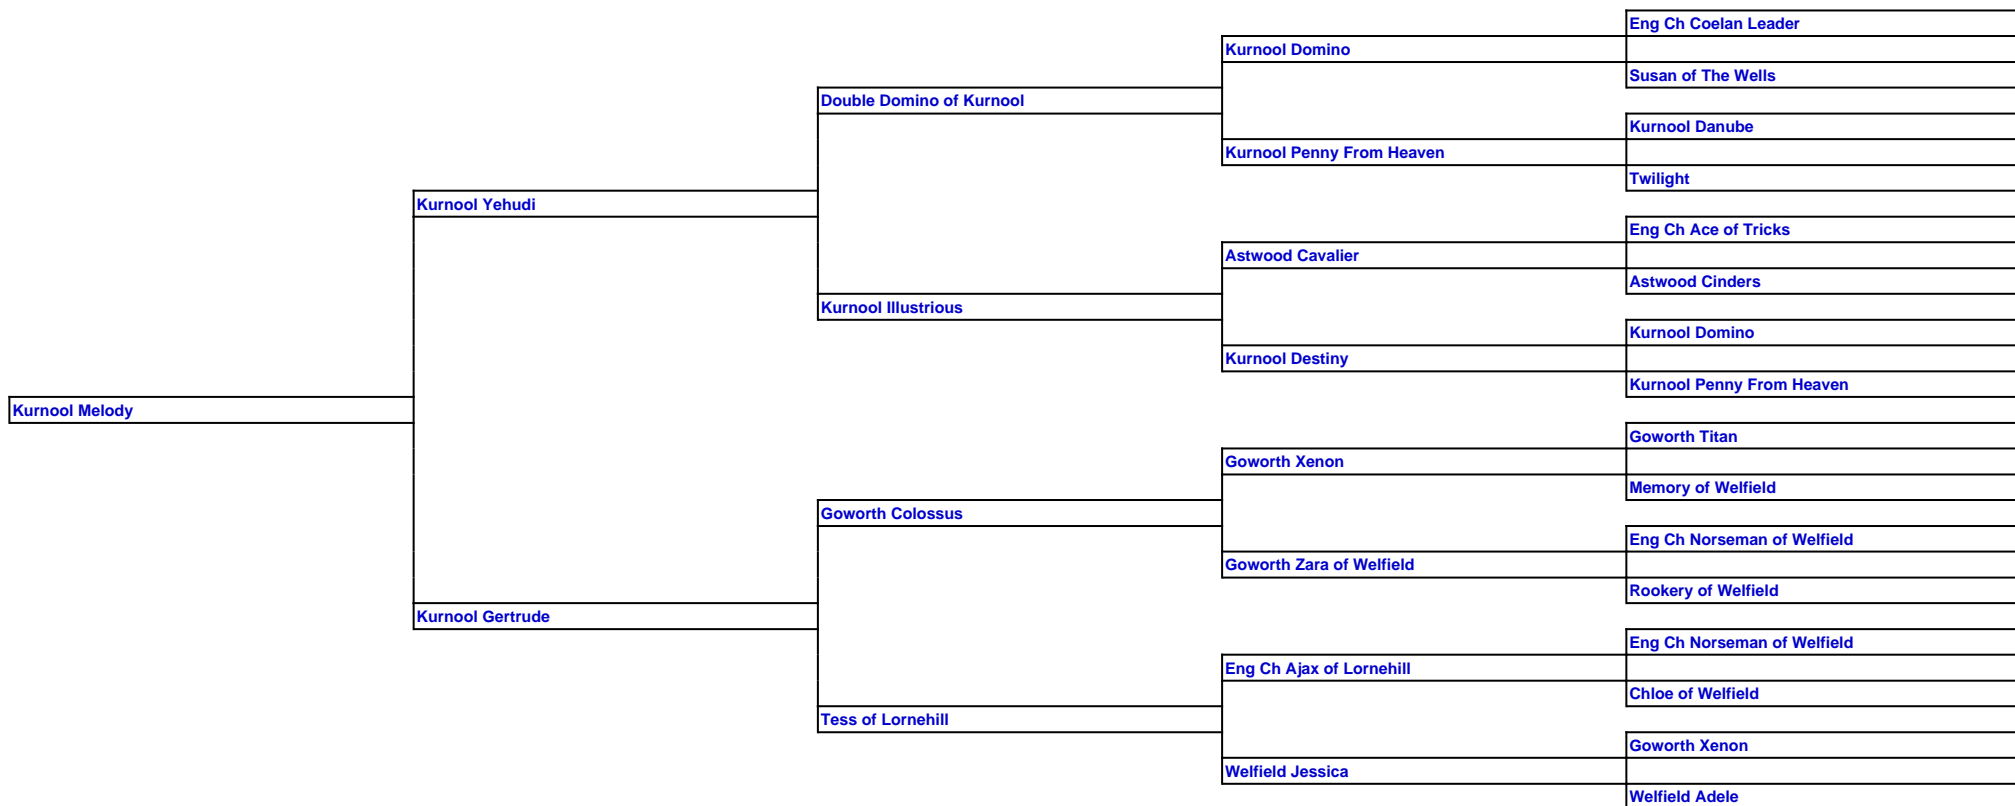 Eng Ch Coelan Leader
Kurnool Domino
Susan of The Wells
Double Domino of Kurnool
Kurnool Danube
Kurnool Penny From Heaven
Twilight
Kurnool Yehudi
Eng Ch Ace of Tricks
Astwood Cavalier
Astwood Cinders
Kurnool Illustrious
Kurnool Domino
Kurnool Destiny
Kurnool Penny From Heaven
Kurnool Melody
Goworth Titan
Goworth Xenon
Memory of Welfield
Goworth Colossus
Eng Ch Norseman of Welfield
Goworth Zara of Welfield
Rookery of Welfield
Kurnool Gertrude
Eng Ch Norseman of Welfield
Eng Ch Ajax of Lornehill
Chloe of Welfield
Tess of Lornehill
Goworth Xenon
Welfield Jessica
Welfield Adele